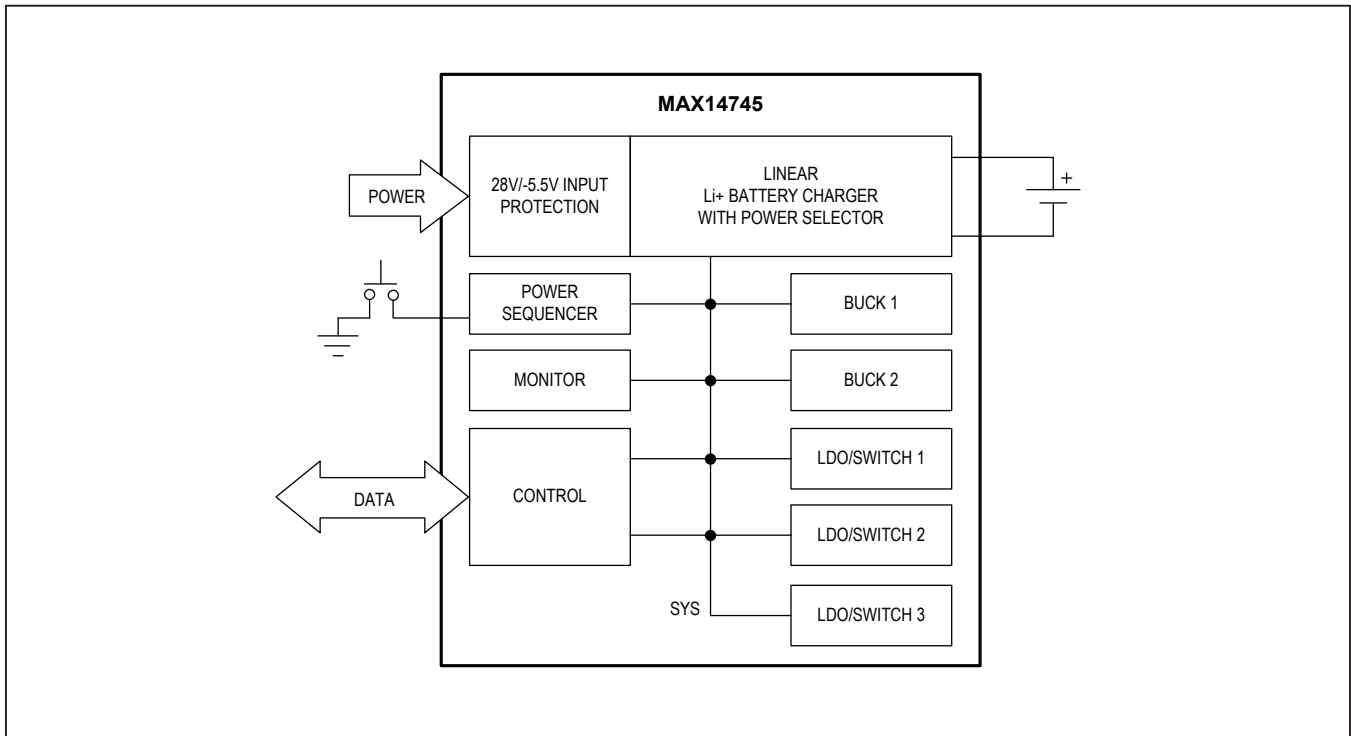 MAX14745
POWER
28V/-5.5V INPUT
PROTECTION
LINEAR
Li+ BATTERY CHARGER
WITH POWER SELECTOR
+
POWER
SEQUENCER
BUCK 1
MONITOR
BUCK 2
DATA
CONTROL
LDO/SWITCH 1
LDO/SWITCH 2
SYS
LDO/SWITCH 3